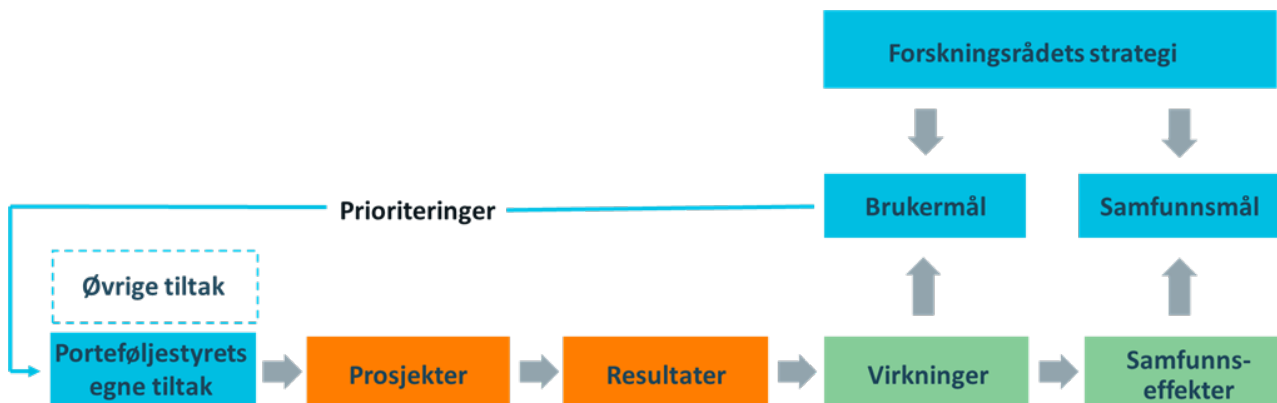 Forskningsrådets strategi
Prioriteringer
Brukermål
Samfunnsmål
Øvrige tiltak
Porteføljestyrets
egne tiltak
Prosjekter
Resultater
Virkninger
Samfunns-
effekter